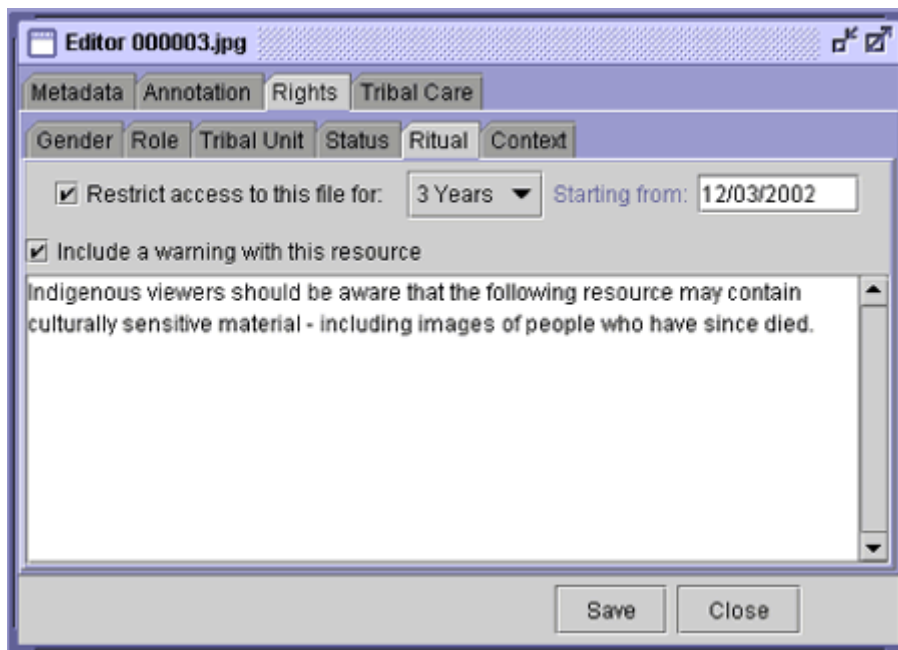 Editor 000003.jpg
Metadata Annotation Rights Tribal Care
Gender Role Tribal Unit Status Ritual Context
Restrict access to this file for: 3 Years Starting from: 12/03/2002
Include a warning with this resource
Indigenous viewers should be aware that the following resource may contain
culturally sensitive material - including images of people who have since died.
Save Close